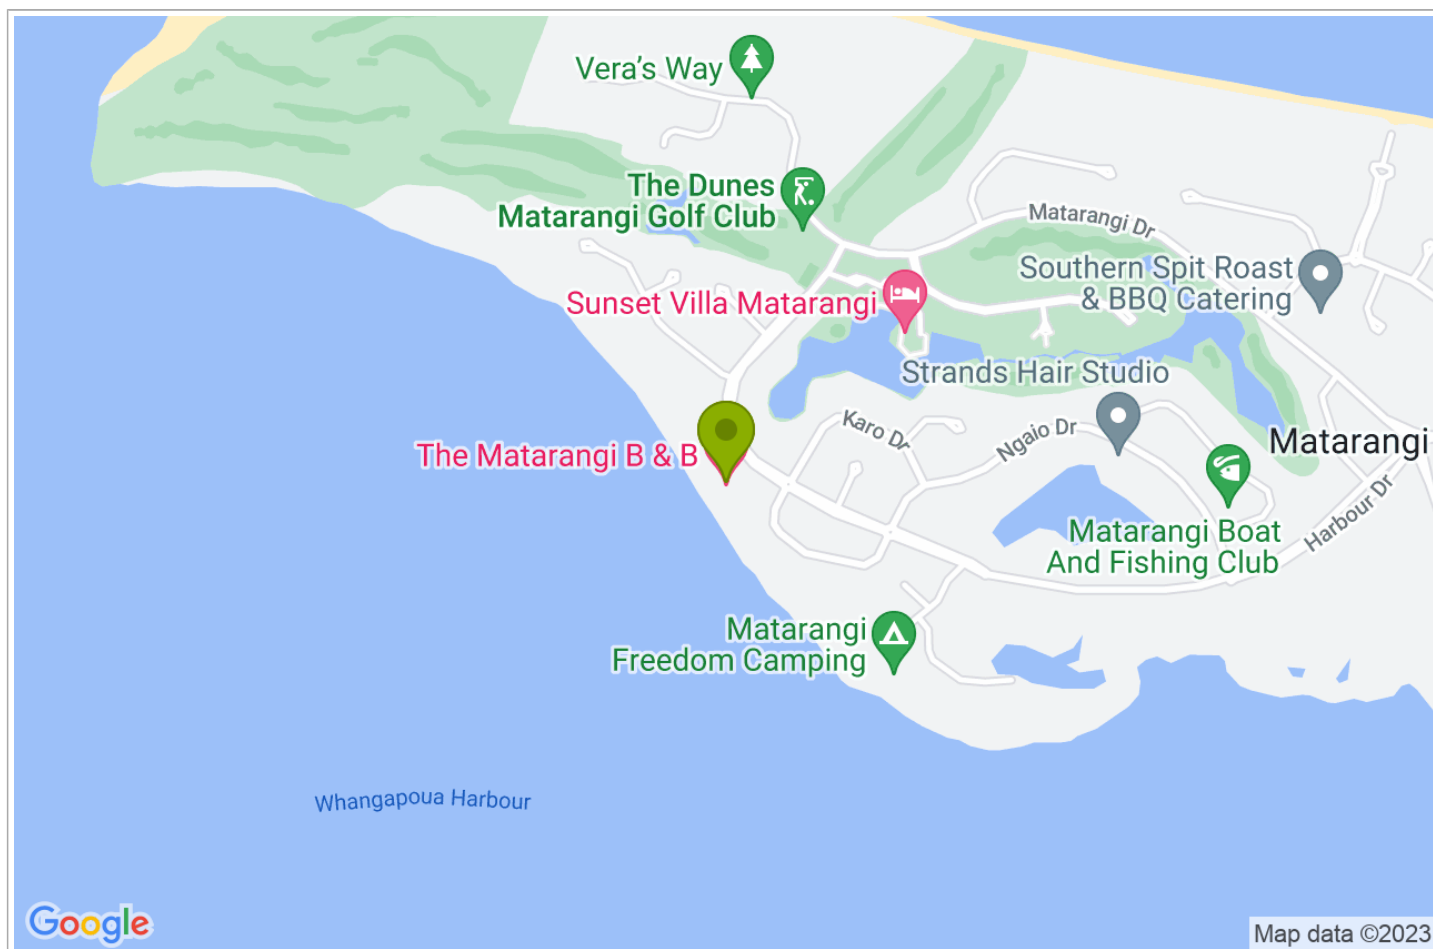 Vera's Way
The Dunes
Matarangi Golf Club
Matarangi Dr
Southern Spit Roast
& BBQ Catering
Sunset Villa Matarangi
Strands Hair Studio
Karo Dr
Ngaio Dr
Matarangi
The Matarangi B & B
Harbour Dr
Matarangi Boat
And Fishing Club
Matarangi
Freedom Camping
Whangapoua Harbour
Google
Map data ©2023